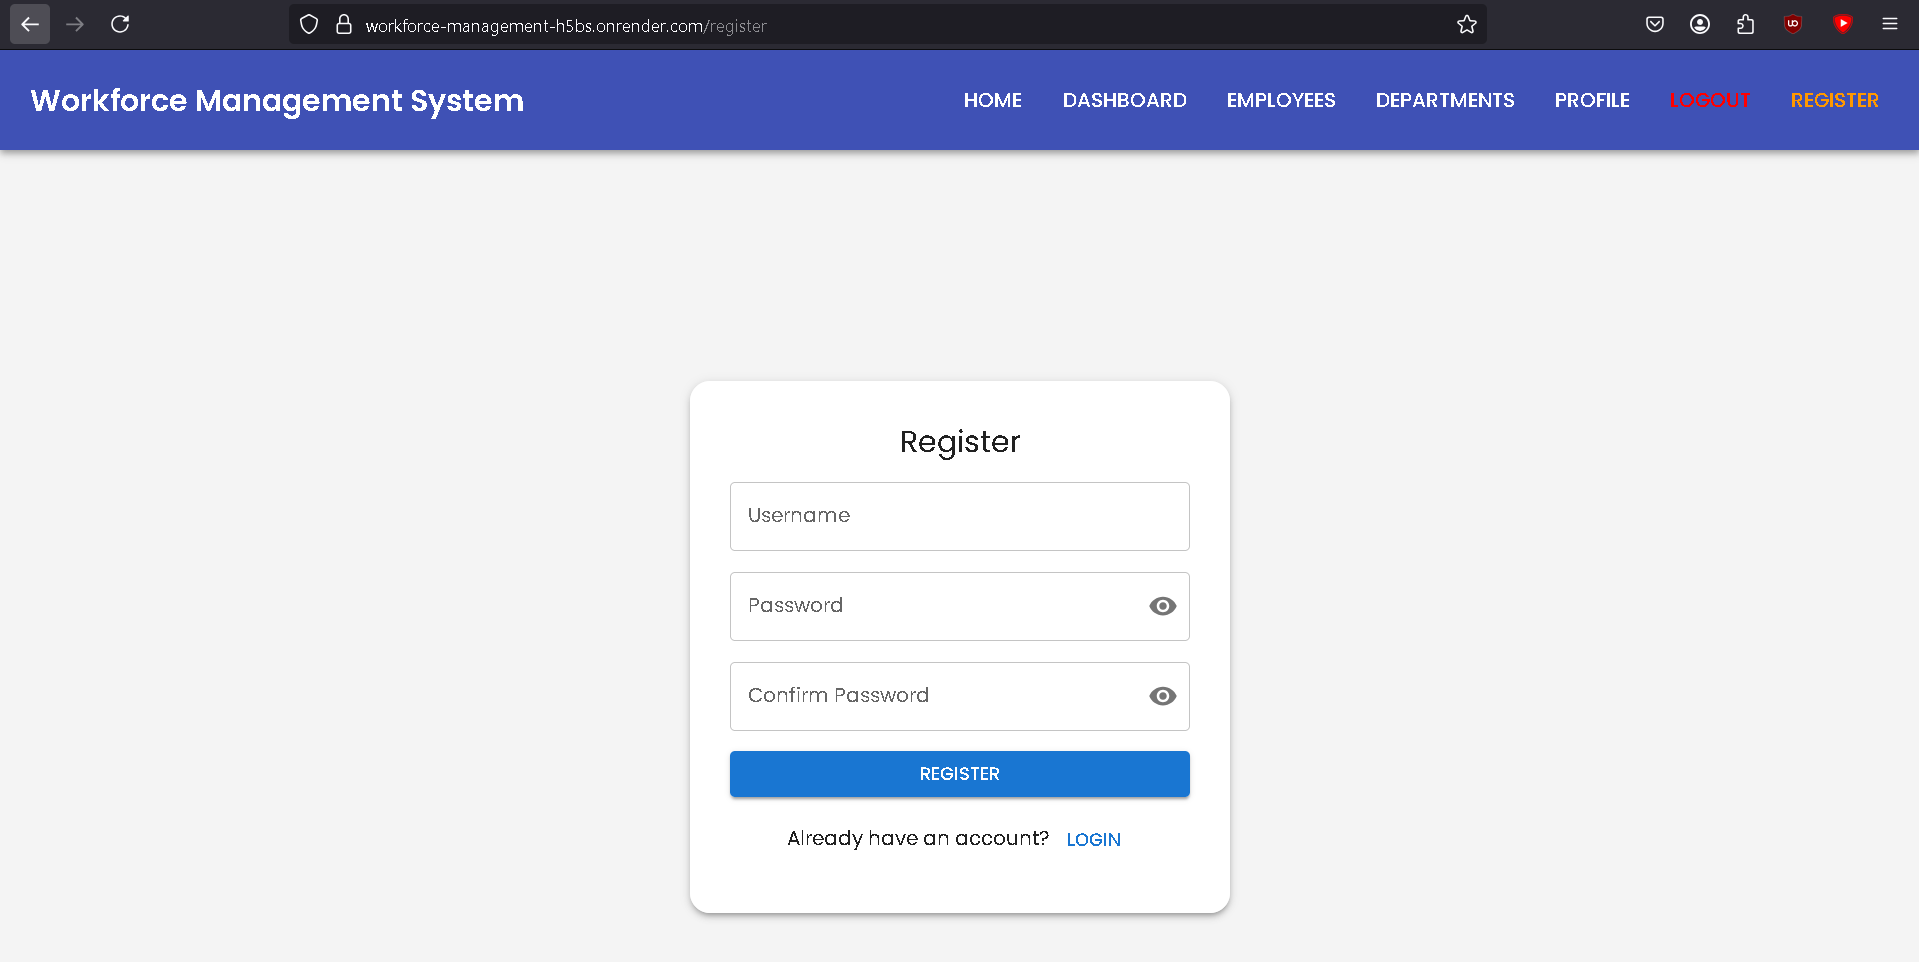 workforce-management-h5bs.onrender.com/register
Workforce Management System
HOME DASHBOARD EMPLOYEES DEPARTMENTS PROFILE LOGOUT REGISTER
Register
Username
Password
Confirm Password
REGISTER
Already have an account? LOGIN